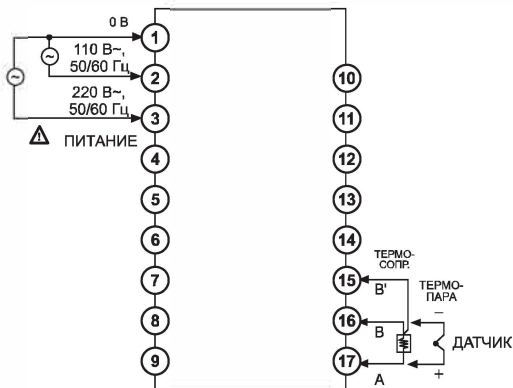 0 В
1
110 В~,
50/60 Гц
2
220 В~,
50/60 Гц
3
ПИТАНИЕ
4
5
6
7
8
9
10
11
12
13
14
15
16
17
ТЕРМО-
СОПР.
B'
B
A
ТЕРМО-
ПАРА
−
+
ДАТЧИК
~
~
!